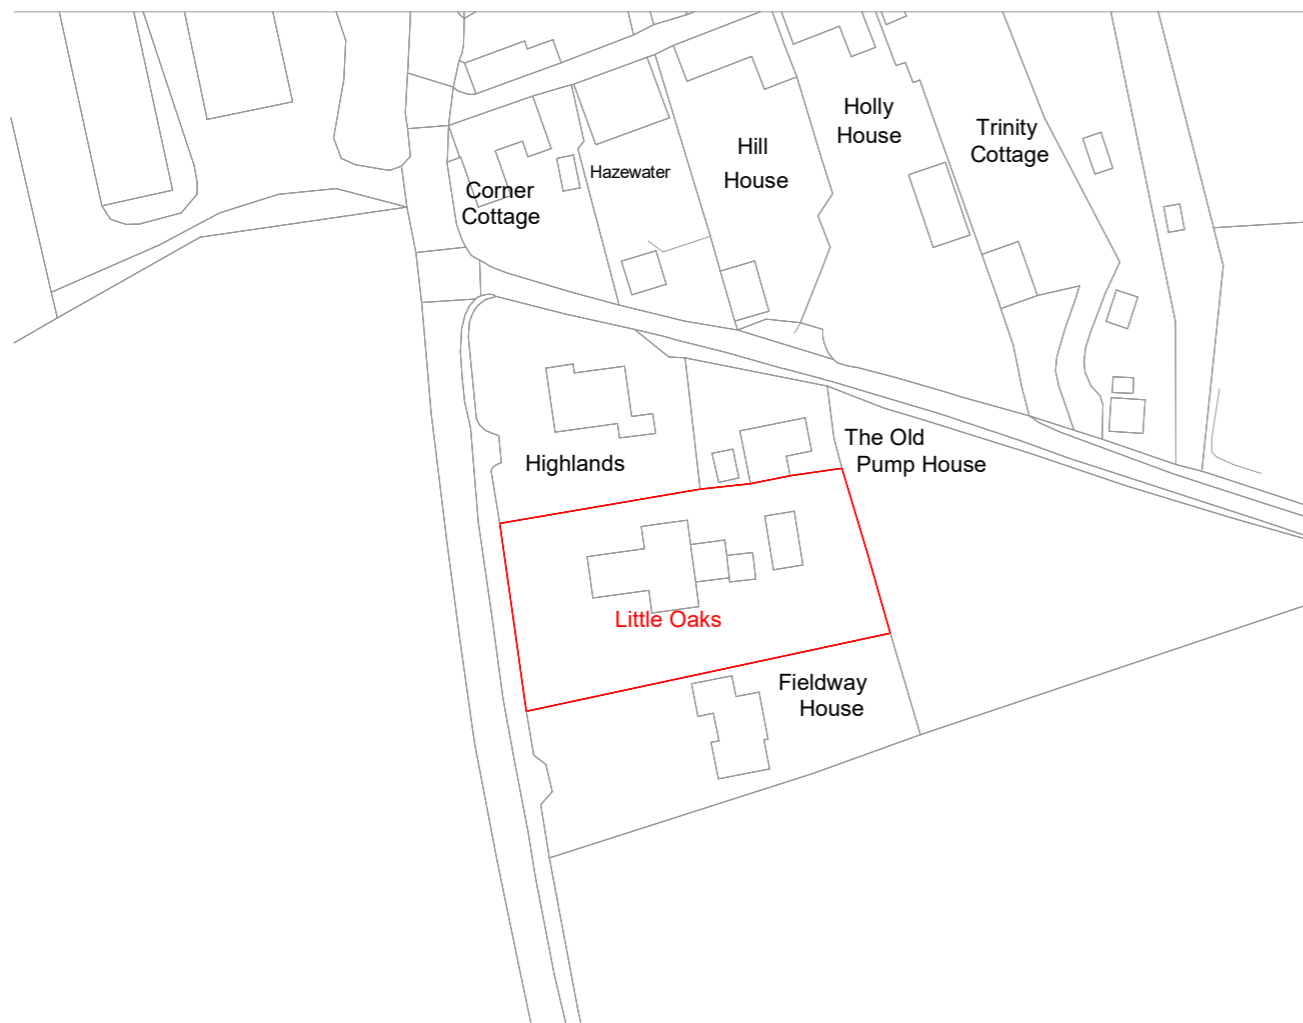 Holly
House
Trinity
Cottage
Hill
House
Hazewater
Corner
Cottage
The Old
Pump House
Highlands
Little Oaks
Fieldway
House